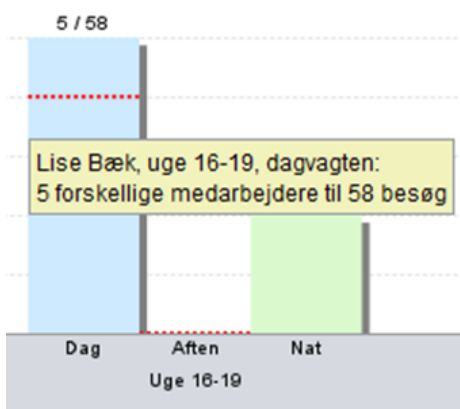 5 / 58
Lise Bæk, uge 16-19, dagvagten:
5 forskellige medarbejdere til 58 besøg
Dag Aften Nat
Uge 16-19